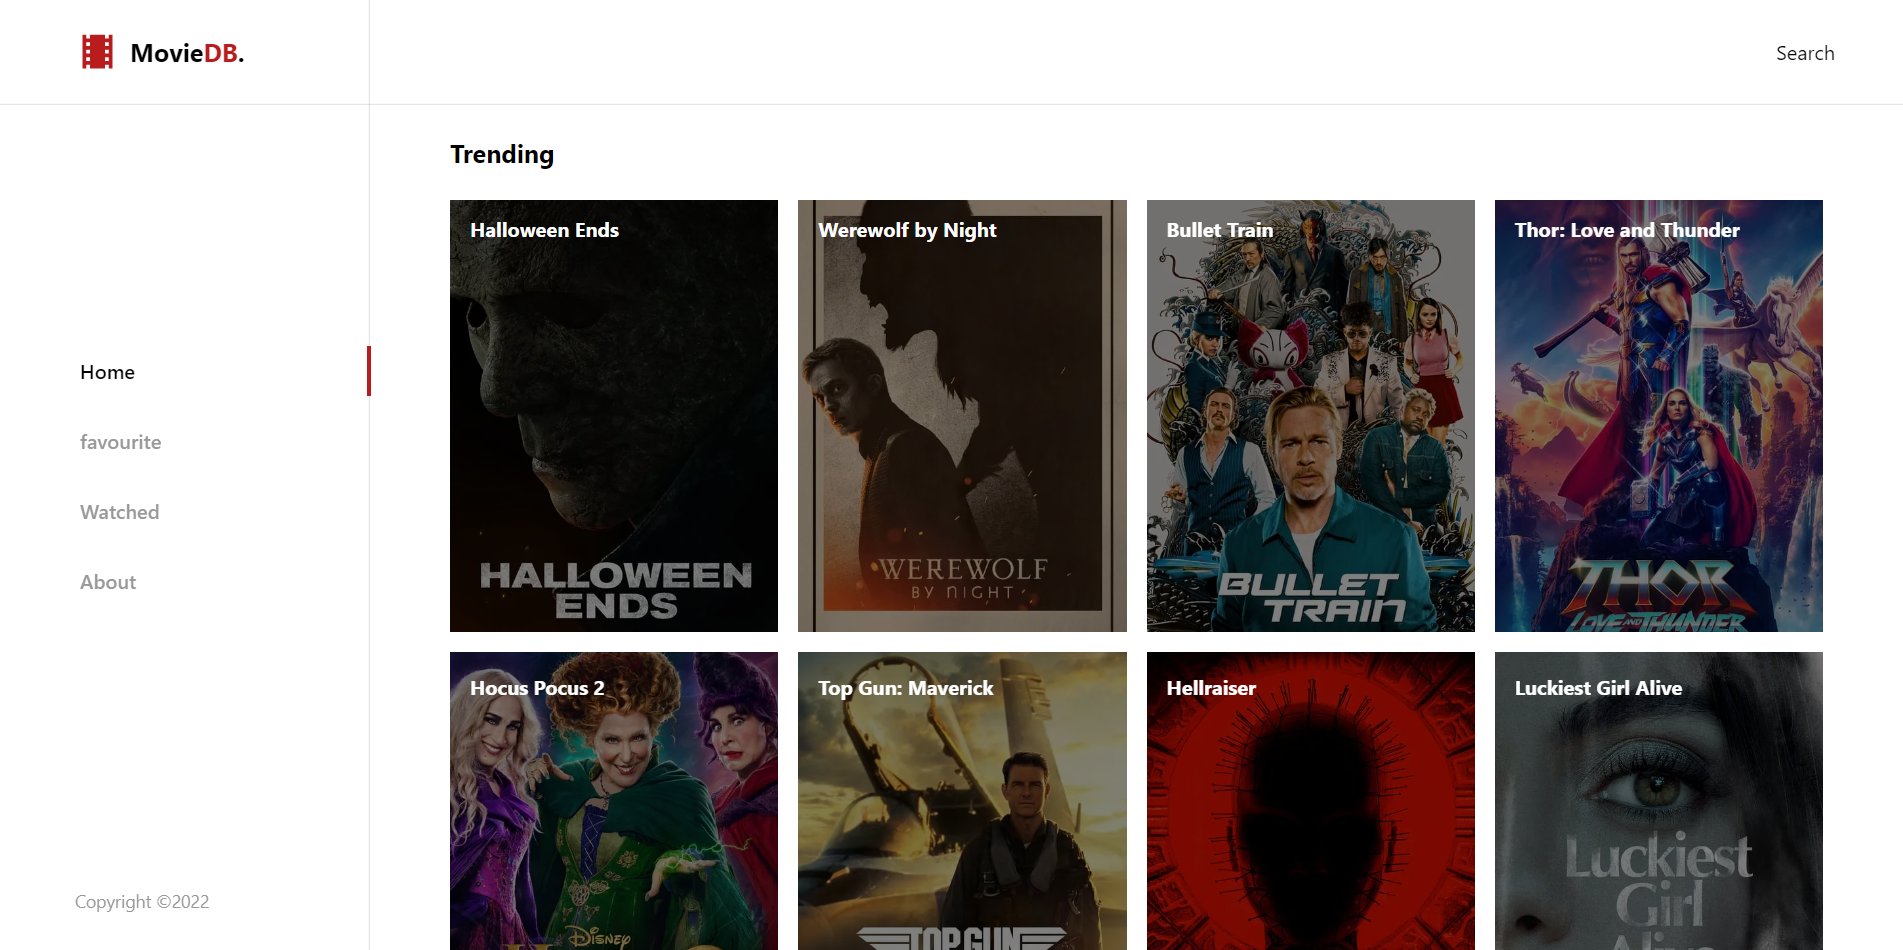 MovieDB.
Search
Home
favourite
Watched
About
Copyright ©2022
Trending
Halloween Ends
HALLOWEEN
ENDS
Werewolf by Night
WEREWOLF
BY NIGHT
Bullet Train
BULLET
TRAIN
Thor: Love and Thunder
THOR
LOVE AND THUNDER
Hocus Pocus 2
DISNEY
Top Gun: Maverick
TOP GUN
Hellraiser
Luckiest Girl Alive
Luckiest
Girl
Alive